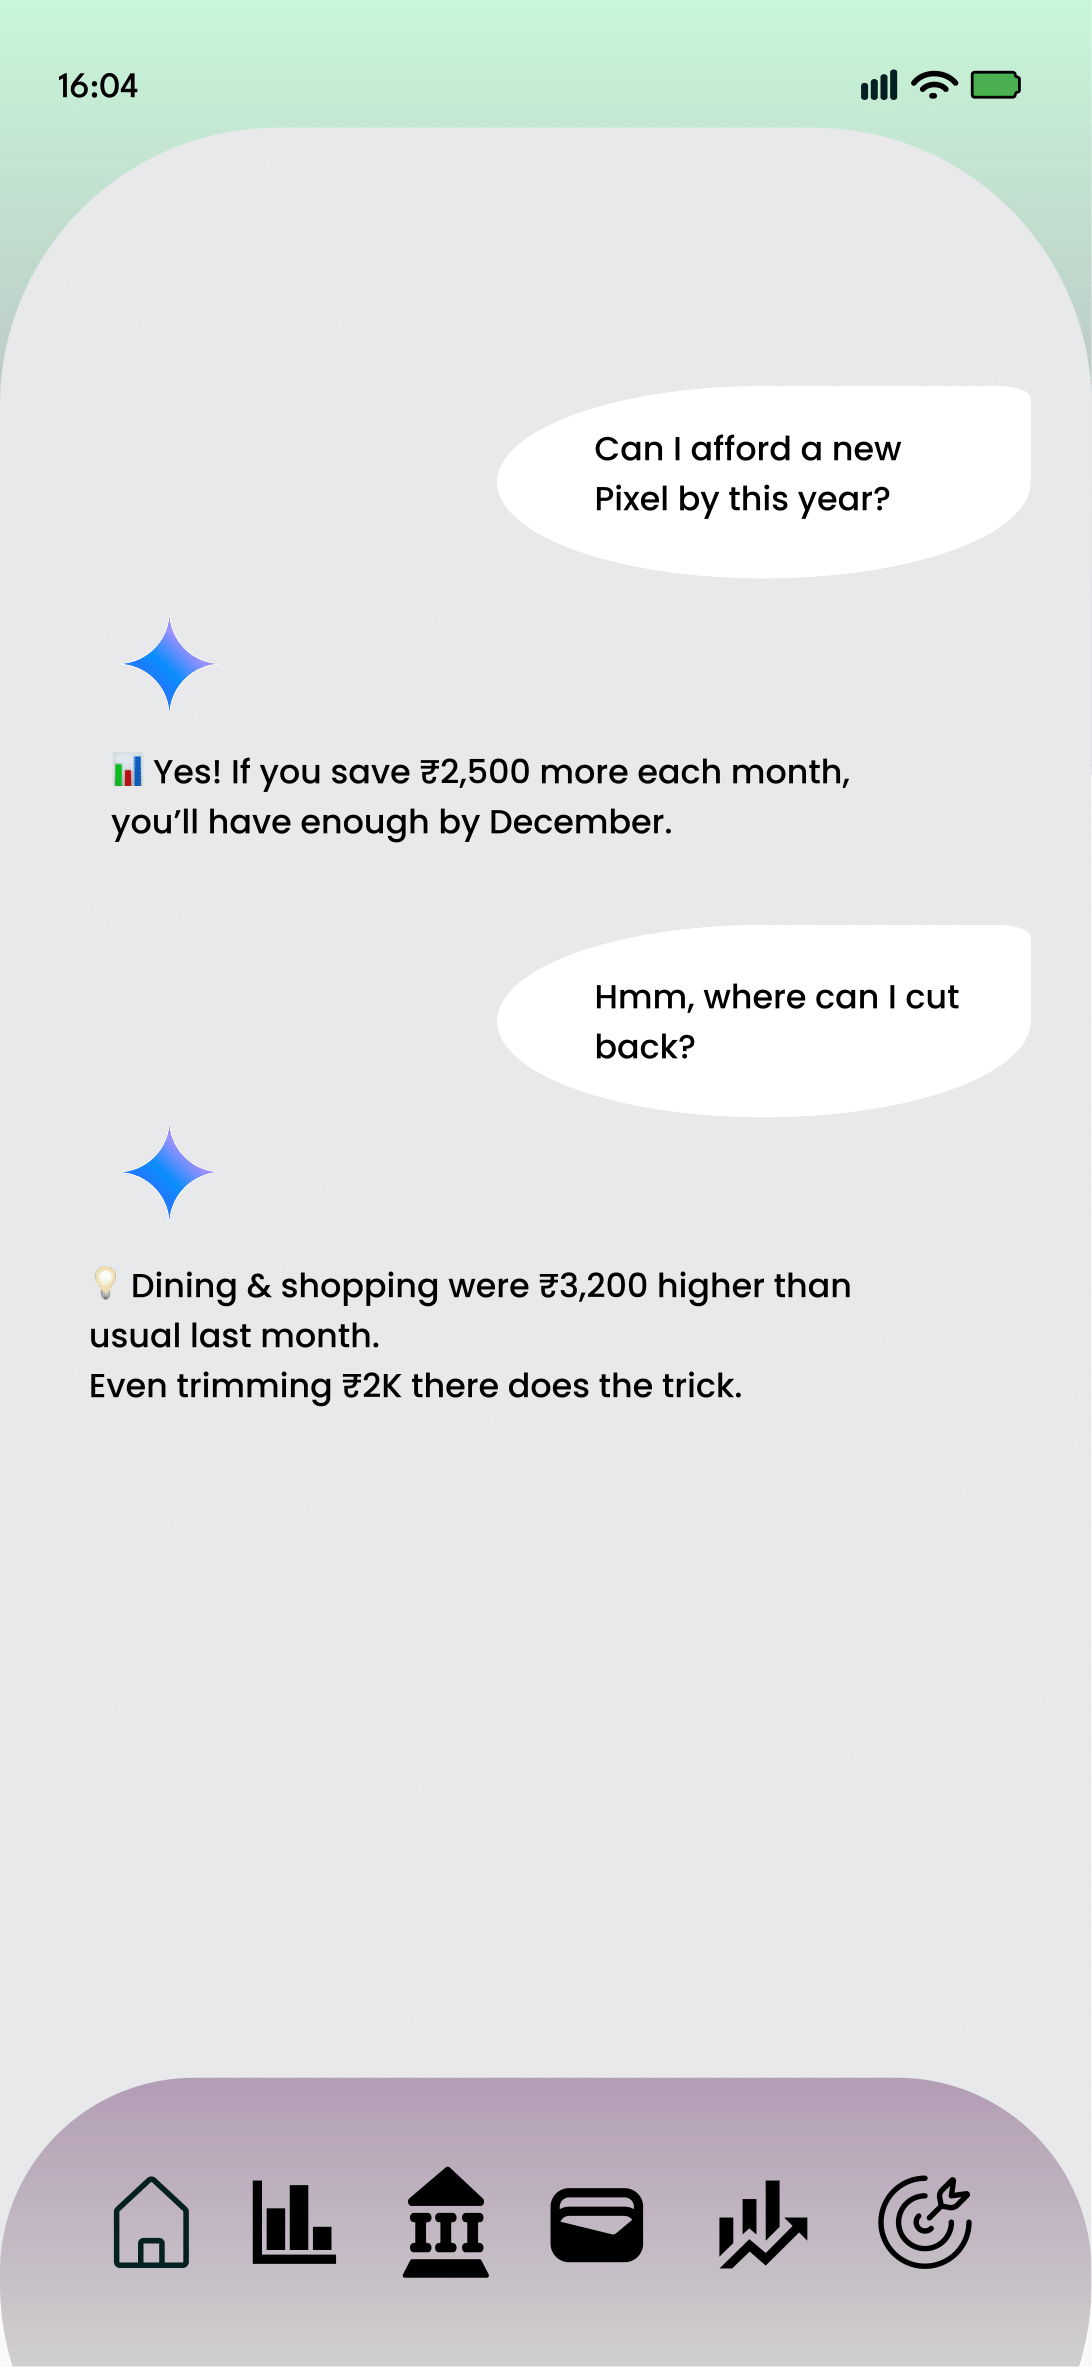 16:04
Can I afford a new
Pixel by this year?
📊 Yes! If you save ₹2,500 more each month,
you’ll have enough by December.
Hmm, where can I cut
back?
💡 Dining & shopping were ₹3,200 higher than
usual last month.
Even trimming ₹2K there does the trick.